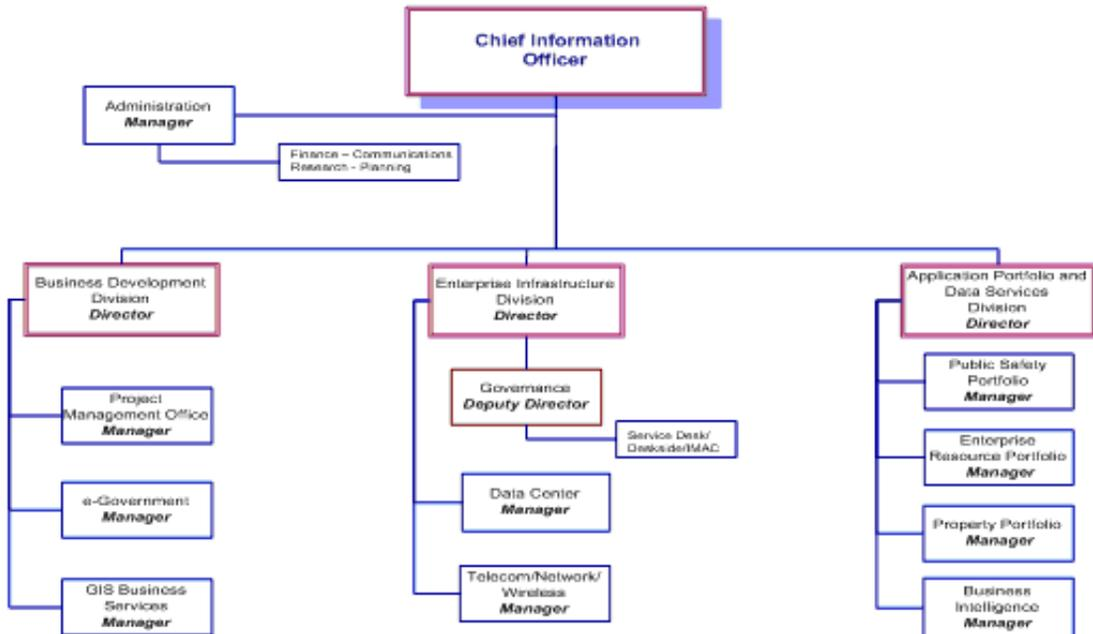 Chief Information
Officer
Administration
Manager
Finance – Communications
Research - Planning
Business Development
Division
Director
Project
Management Office
Manager
e-Government
Manager
GIS Business
Services
Manager
Enterprise Infrastructure
Division
Director
Governance
Deputy Director
Service Desk/
Deskside/IMAC
Data Center
Manager
Telecom/Network/
Wireless
Manager
Application Portfolio and
Data Services
Division
Director
Public Safety
Portfolio
Manager
Enterprise
Resource Portfolio
Manager
Property Portfolio
Manager
Business
Intelligence
Manager